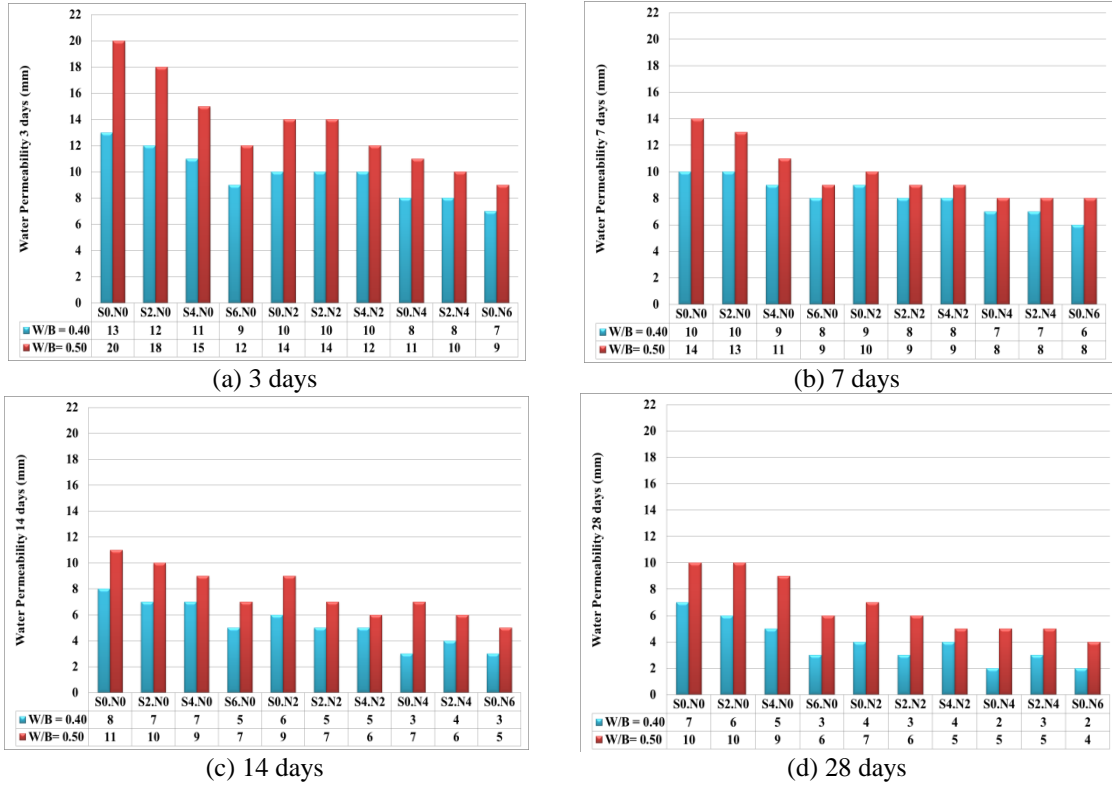 Water Permeability 3 days (mm)
22
20
18
16
14
12
10
8
6
4
2
0
S0.N0 S2.N0 S4.N0 S6.N0 S0.N2 S2.N2 S4.N2 S0.N4 S2.N4 S0.N6
W/B = 0.40 13 12 11 9 10 10 10 8 8 7
W/B= 0.50 20 18 15 12 14 14 12 11 10 9
(a) 3 days
Water Permeability 7 days (mm)
22
20
18
16
14
12
10
8
6
4
2
0
S0.N0 S2.N0 S4.N0 S6.N0 S0.N2 S2.N2 S4.N2 S0.N4 S2.N4 S0.N6
W/B = 0.40 10 10 9 8 9 8 8 7 7 6
W/B= 0.50 14 13 11 9 10 9 9 8 8 8
(b) 7 days
Water Permeability 14 days (mm)
22
20
18
16
14
12
10
8
6
4
2
0
S0.N0 S2.N0 S4.N0 S6.N0 S0.N2 S2.N2 S4.N2 S0.N4 S2.N4 S0.N6
W/B = 0.40 8 7 7 5 6 5 5 3 4 3
W/B= 0.50 11 10 9 7 9 7 6 7 6 5
(c) 14 days
Water Permeability 28 days (mm)
22
20
18
16
14
12
10
8
6
4
2
0
S0.N0 S2.N0 S4.N0 S6.N0 S0.N2 S2.N2 S4.N2 S0.N4 S2.N4 S0.N6
W/B = 0.40 7 6 5 3 4 3 4 2 3 2
W/B= 0.50 10 10 9 6 7 6 5 5 5 4
(d) 28 days